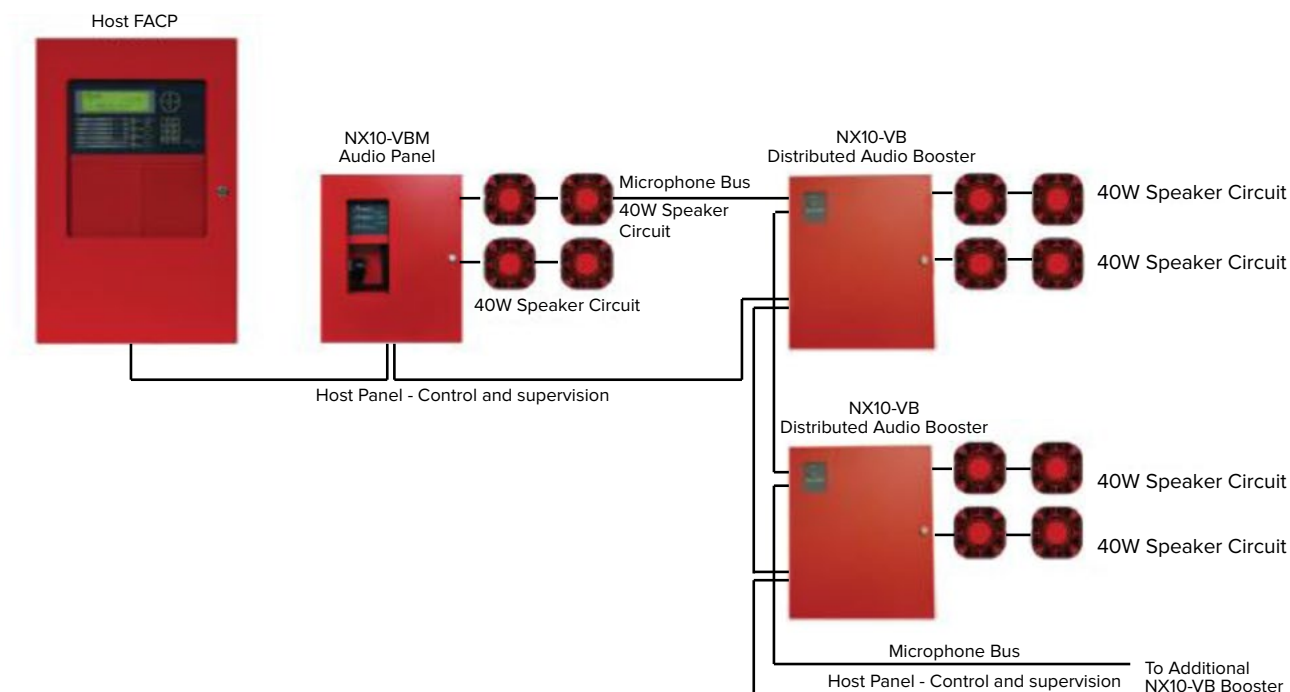 Host FACP
NX10-VBM
Audio Panel
NX10-VB
Distributed Audio Booster
Microphone Bus
40W Speaker
Circuit
40W Speaker Circuit
40W Speaker Circuit
40W Speaker Circuit
Host Panel - Control and supervision
NX10-VB
Distributed Audio Booster
40W Speaker Circuit
40W Speaker Circuit
Microphone Bus
Host Panel - Control and supervision
To Additional
NX10-VB Booster